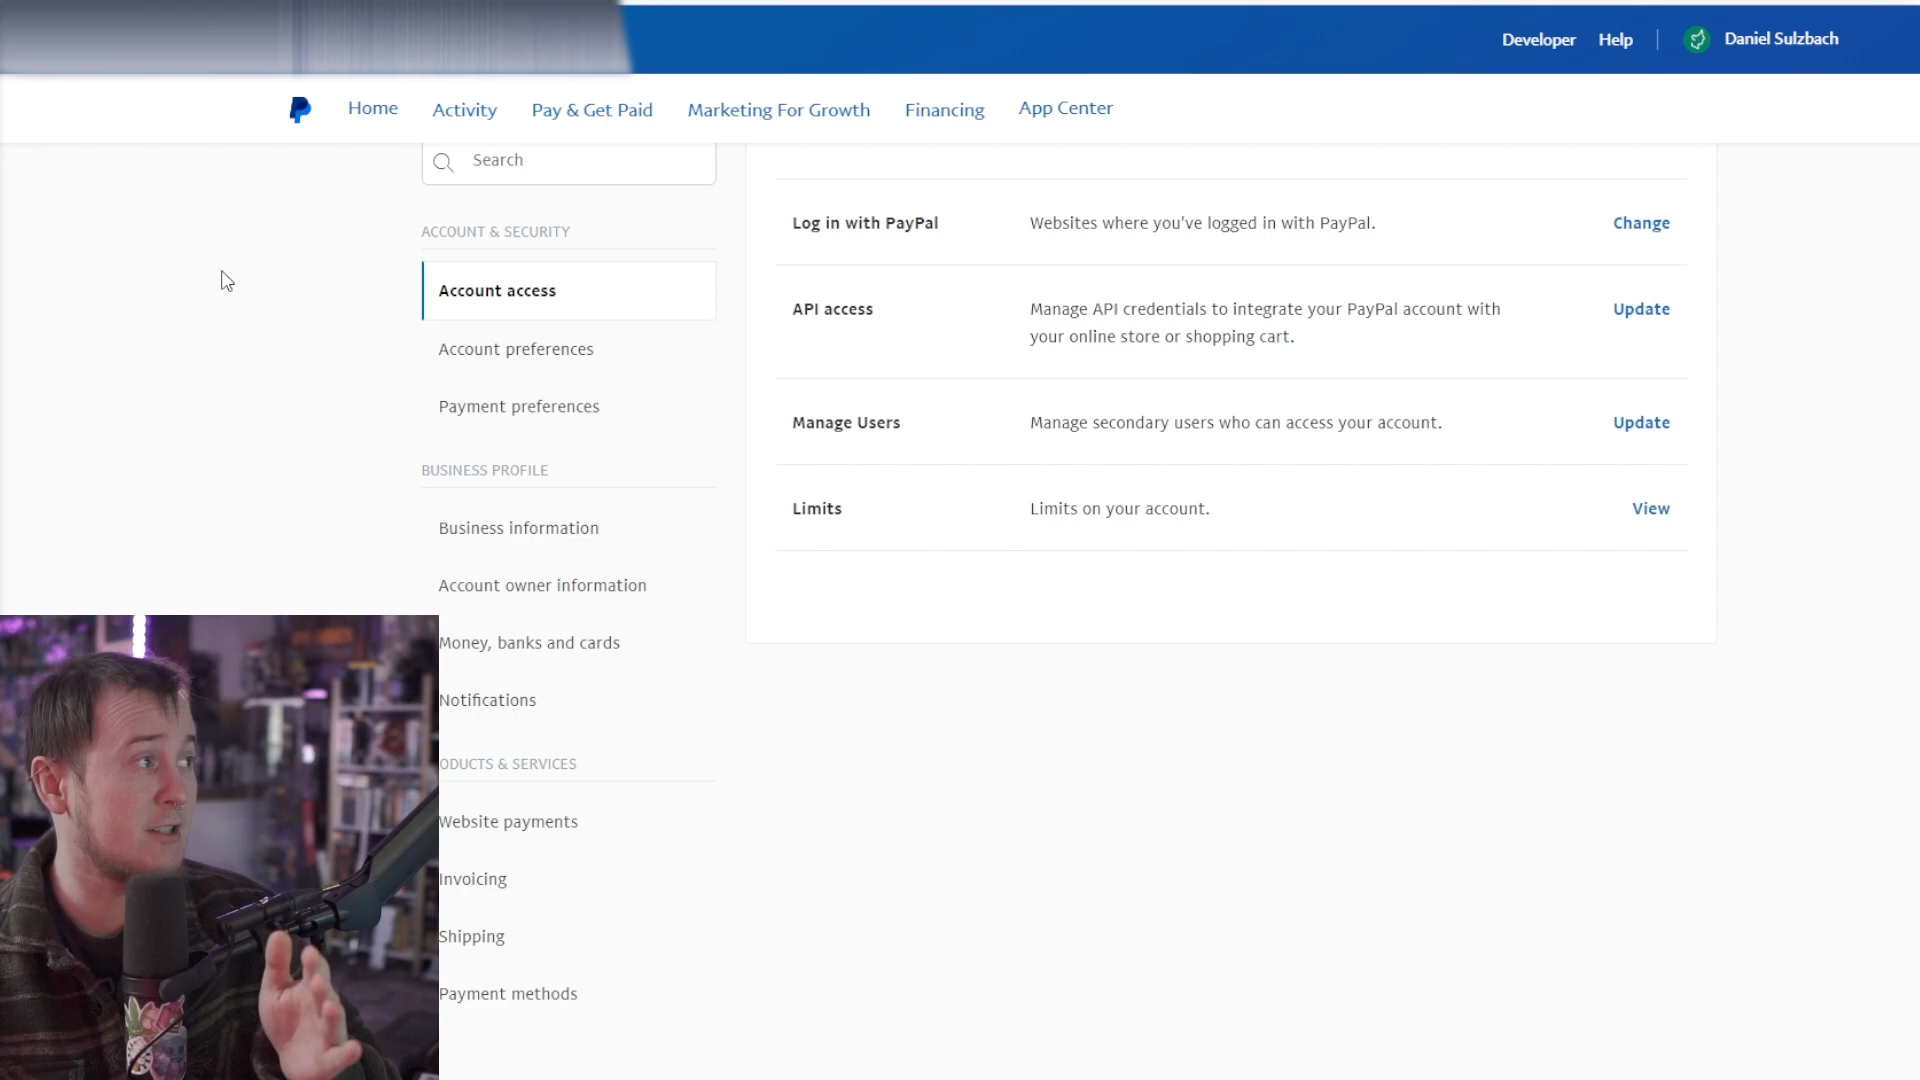 Developer
Help
Daniel Sulzbach
Home
Activity
Pay & Get Paid
Marketing For Growth
Financing
App Center
Search
ACCOUNT & SECURITY
Account access
Account preferences
Payment preferences
BUSINESS PROFILE
Business information
Account owner information
Money, banks and cards
Notifications
ODUCTS & SERVICES
Website payments
Invoicing
Shipping
Payment methods
Log in with PayPal
Websites where you've logged in with PayPal.
Change
API access
Manage API credentials to integrate your PayPal account with
your online store or shopping cart.
Update
Manage Users
Manage secondary users who can access your account.
Update
Limits
Limits on your account.
View